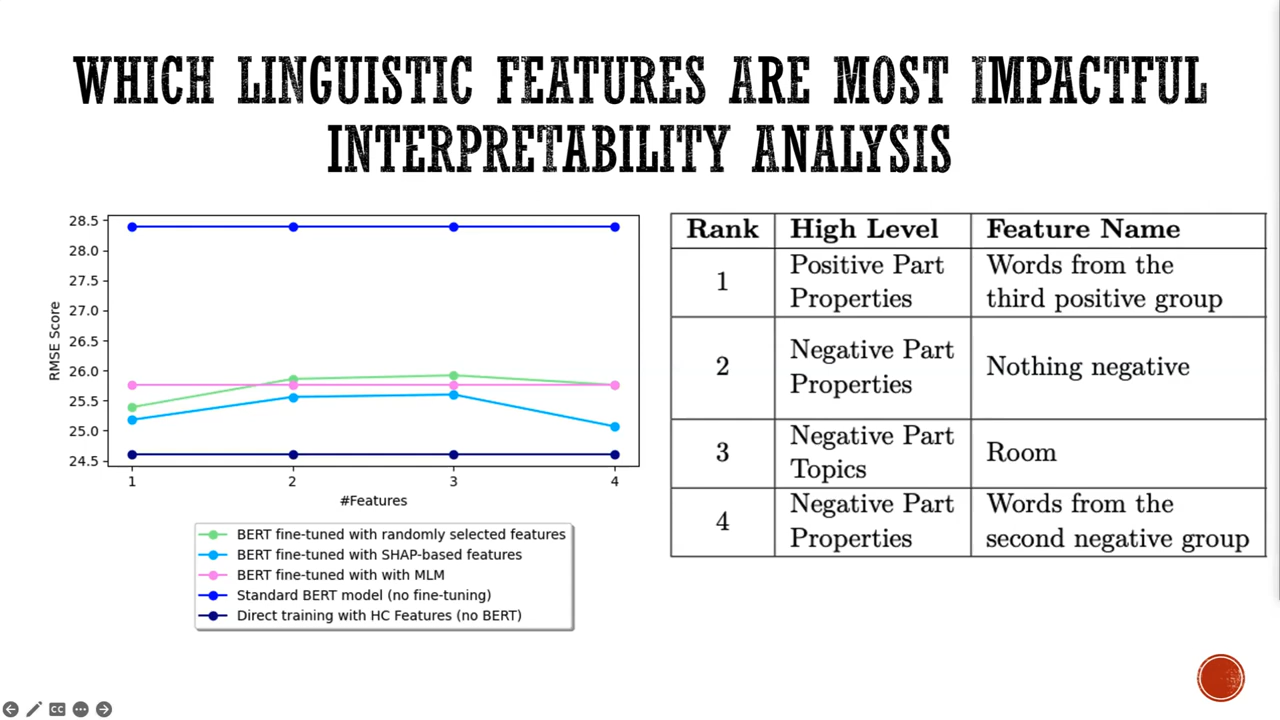 WHICH LINGUISTIC FEATURES ARE MOST IMPACTFUL
INTERPRETABILITY ANALYSIS
28.5
28.0
27.5
27.0
26.5
26.0
25.5
25.0
24.5
RMSE Score
1 2 3 4
#Features
BERT fine-tuned with randomly selected features
BERT fine-tuned with SHAP-based features
BERT fine-tuned with with MLM
Standard BERT model (no fine-tuning)
Direct training with HC Features (no BERT)
Rank High Level Feature Name
1 Positive Part Properties Words from the third positive group
2 Negative Part Properties Nothing negative
3 Negative Part Topics Room
4 Negative Part Properties Words from the second negative group
CC